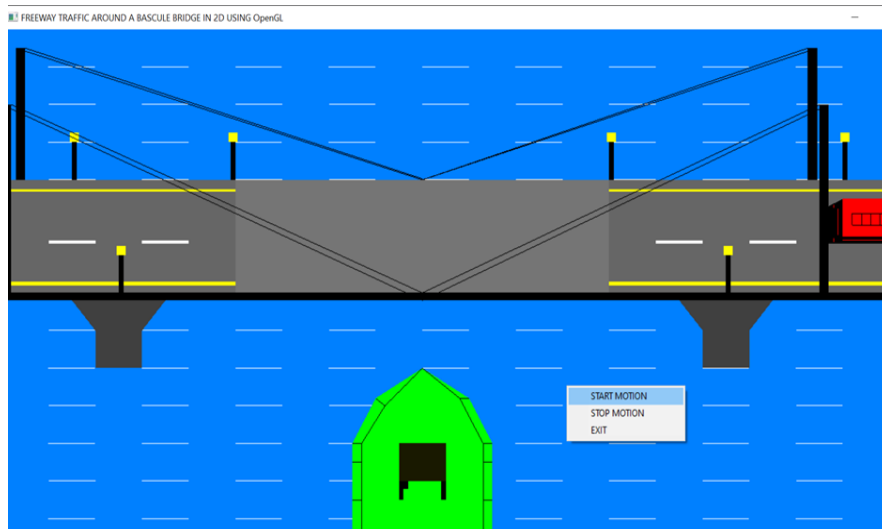 FREEWAY TRAFFIC AROUND A BASCULE BRIDGE IN 2D USING OpenGL
START MOTION
STOP MOTION
EXIT